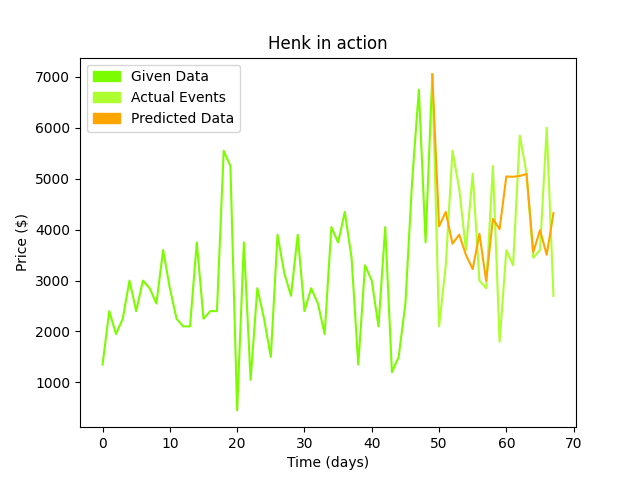 Henk in action
Given Data
Actual Events
Predicted Data
Price ($)
7000
6000
5000
4000
3000
2000
1000
0 10 20 30 40 50 60 70
Time (days)